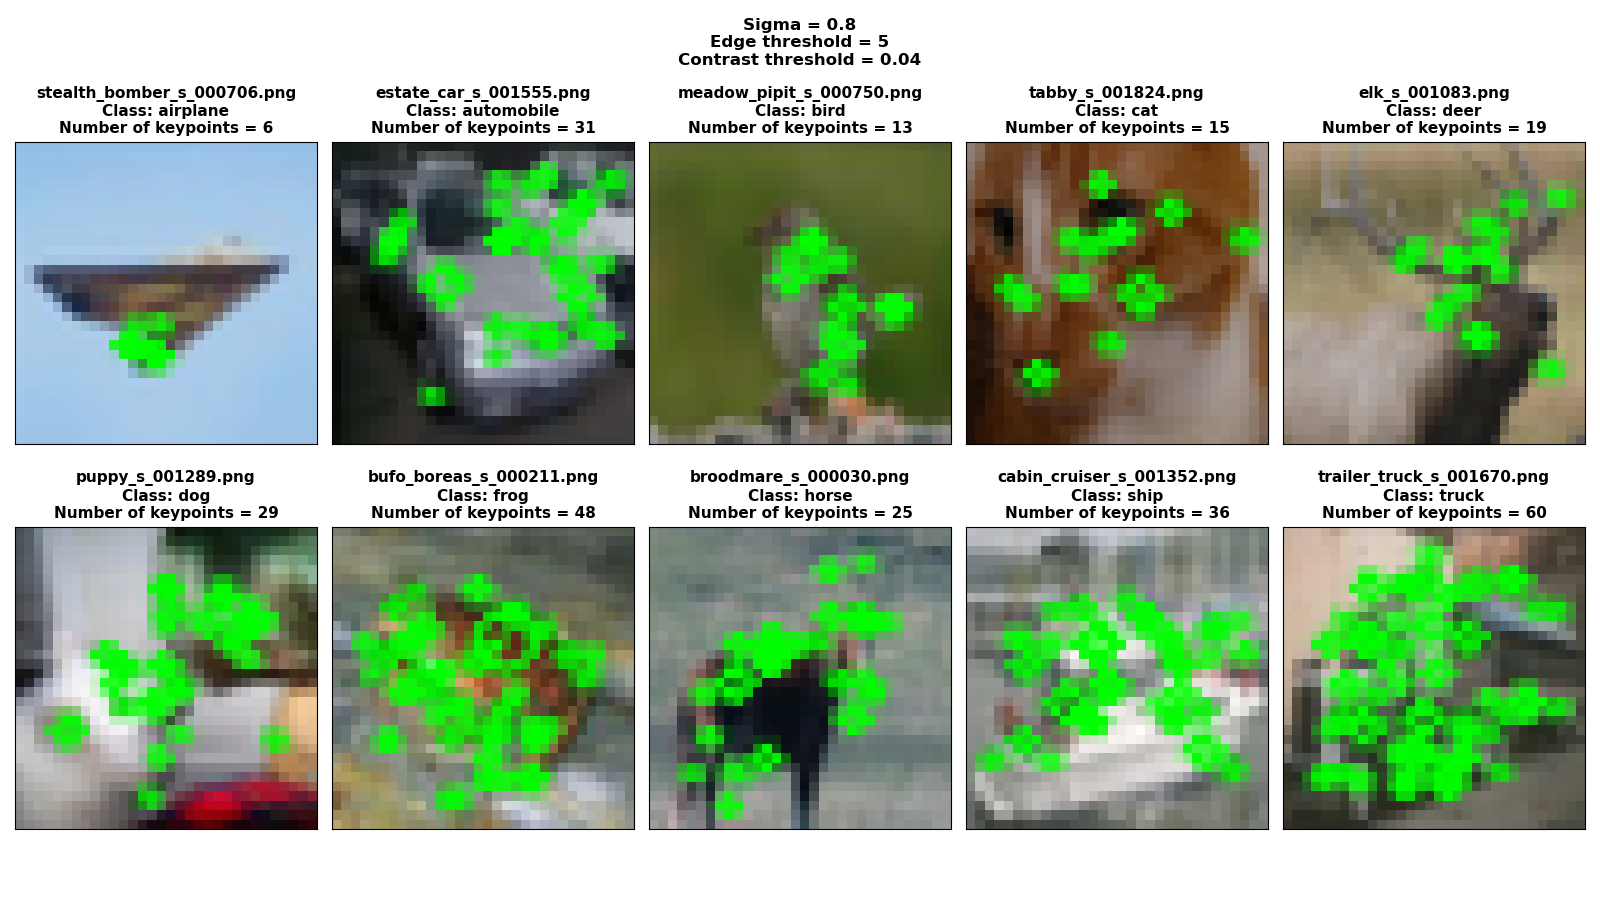 Sigma = 0.8
Edge threshold = 5
Contrast threshold = 0.04
stealth_bomber_s_000706.png
Class: airplane
Number of keypoints = 6
estate_car_s_001555.png
Class: automobile
Number of keypoints = 31
meadow_pipit_s_000750.png
Class: bird
Number of keypoints = 13
tabby_s_001824.png
Class: cat
Number of keypoints = 15
elk_s_001083.png
Class: deer
Number of keypoints = 19
puppy_s_001289.png
Class: dog
Number of keypoints = 29
bufo_boreas_s_000211.png
Class: frog
Number of keypoints = 48
broodmare_s_000030.png
Class: horse
Number of keypoints = 25
cabin_cruiser_s_001352.png
Class: ship
Number of keypoints = 36
trailer_truck_s_001670.png
Class: truck
Number of keypoints = 60